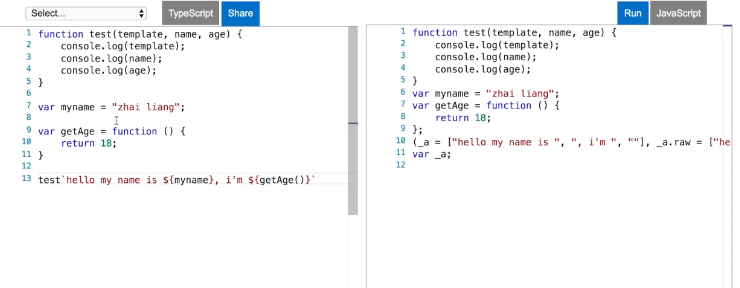 Select...
TypeScript
Share
Run
JavaScript
1 function test(template, name, age) {
2 console.log(template);
3 console.log(name);
4 console.log(age);
5 }
6
7 var myname = "zhai liang";
8
9 var getAge = function () {
10 return 18;
11 }
12
13 test`hello my name is ${myname}, i'm ${getAge()}`
1 function test(template, name, age) {
2 console.log(template);
3 console.log(name);
4 console.log(age);
5 }
6 var myname = "zhai liang";
7 var getAge = function () {
8 return 18;
9 };
10 (_a = ["hello my name is ", ", i'm ", ""], _a.raw = ["he
11 var _a;
12